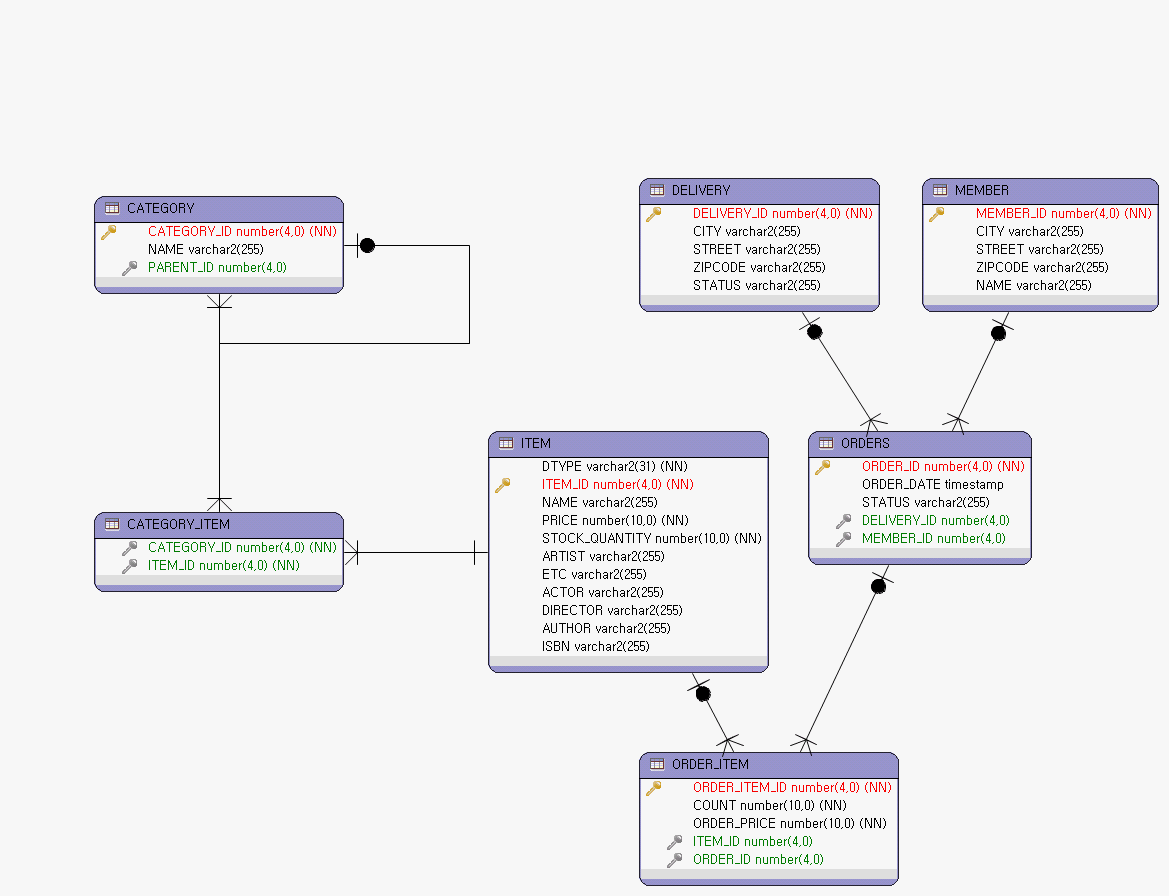 CATEGORY
CATEGORY_ID number(4,0) (NN)
NAME varchar2(255)
PARENT_ID number(4,0)
DELIVERY
DELIVERY_ID number(4,0) (NN)
CITY varchar2(255)
STREET varchar2(255)
ZIPCODE varchar2(255)
STATUS varchar2(255)
MEMBER
MEMBER_ID number(4,0) (NN)
CITY varchar2(255)
STREET varchar2(255)
ZIPCODE varchar2(255)
NAME varchar2(255)
CATEGORY_ITEM
CATEGORY_ID number(4,0) (NN)
ITEM_ID number(4,0) (NN)
ITEM
DTYPE varchar2(31) (NN)
ITEM_ID number(4,0) (NN)
NAME varchar2(255)
PRICE number(10,0) (NN)
STOCK_QUANTITY number(10,0) (NN)
ARTIST varchar2(255)
ETC varchar2(255)
ACTOR varchar2(255)
DIRECTOR varchar2(255)
AUTHOR varchar2(255)
ISBN varchar2(255)
ORDERS
ORDER_ID number(4,0) (NN)
ORDER_DATE timestamp
STATUS varchar2(255)
DELIVERY_ID number(4,0)
MEMBER_ID number(4,0)
ORDER_ITEM
ORDER_ITEM_ID number(4,0) (NN)
COUNT number(10,0) (NN)
ORDER_PRICE number(10,0) (NN)
ITEM_ID number(4,0)
ORDER_ID number(4,0)